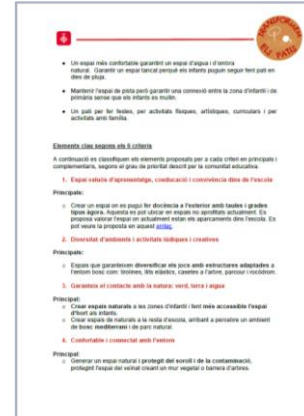 TRANSFORMEM
ELS PATIS
Un espai més confortable garantint un espai d'aigua i d'ombra
natural. Garantir un espai tancat perquè els infants puguin seguir fent pati en
dies de pluja.
Mantenir l'espai de pista però garantir una connexió entre la zona d'infantil i de
primària sense que els infants es mullin.
Un pati per fer festes, per activitats físiques, artístiques, curriculars i per
activitats amb família.
Elements clau segons els 5 criteris
A continuació es classifiquen els elements proposats per a cada criteri en principals i
complementaris, segons el grau de prioritat descrit per la comunitat educativa.
1. Espai valuós d'aprenentatge, coeducació i convivència dins de l'escola
Principals:
Crear un espai on es pugui fer docència a l'exterior amb taules i grades
tipus àgora. Aquesta es pot ubicar en espais no aprofitats actualment. Es
proposa valorar l'espai on actualment estan els aparcaments dins l'escola. Es
pot veure la proposta en aquest enllaç.
2. Diversitat d'ambients i activitats lúdiques i creatives
Principals:
Espais que garanteixen diversificar els jocs amb estructures adaptades a
l'entorn bosc com: tirolines, llits elàstics, casetes a l'arbre, parcour i rocòdrom.
3. Garanteix el contacte amb la natura: verd, terra i aigua
Principal:
Crear espais naturals a les zones d'infantil i fent més accessible l'espai
d'hort als infants.
Crear espais de naturals a la resta d'escola, arribant a percebre un ambient
de bosc mediterrani i de parc natural.
4. Confortable i connectat amb l'entorn
Principal:
Generar un espai natural i protegit del soroll i de la contaminació,
protegint l'espai del veïnat creant un mur vegetal o barrera d'arbres.